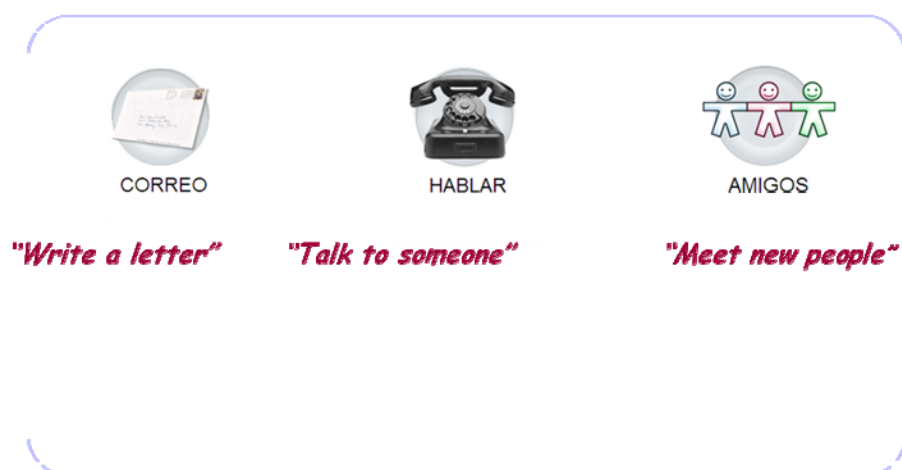 CORREO
HABLAR
AMIGOS
"Write a letter"
"Talk to someone"
"Meet new people"